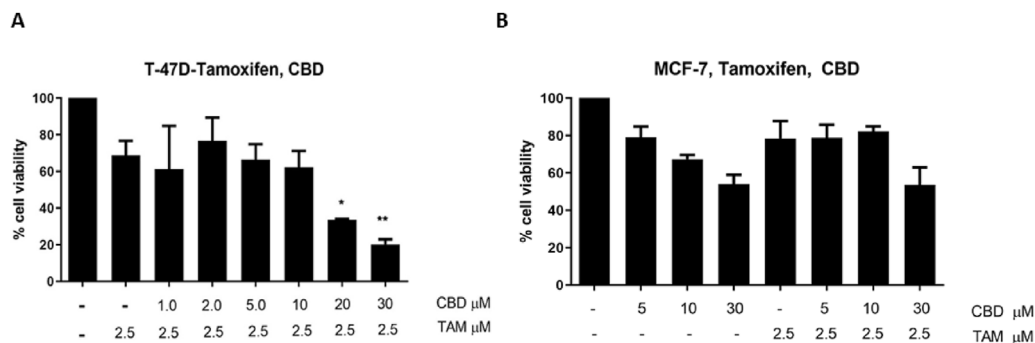 A
T-47D-Tamoxifen, CBD
% cell viability
100
80
60
40
20
0
*
**
- - 1.0 2.0 5.0 10 20 30 CBD µM
- 2.5 2.5 2.5 2.5 2.5 2.5 2.5 TAM µM
B
MCF-7, Tamoxifen, CBD
% cell viability
100
80
60
40
20
0
- 5 10 30 - 5 10 30 CBD µM
- - - - 2.5 2.5 2.5 2.5 TAM µM